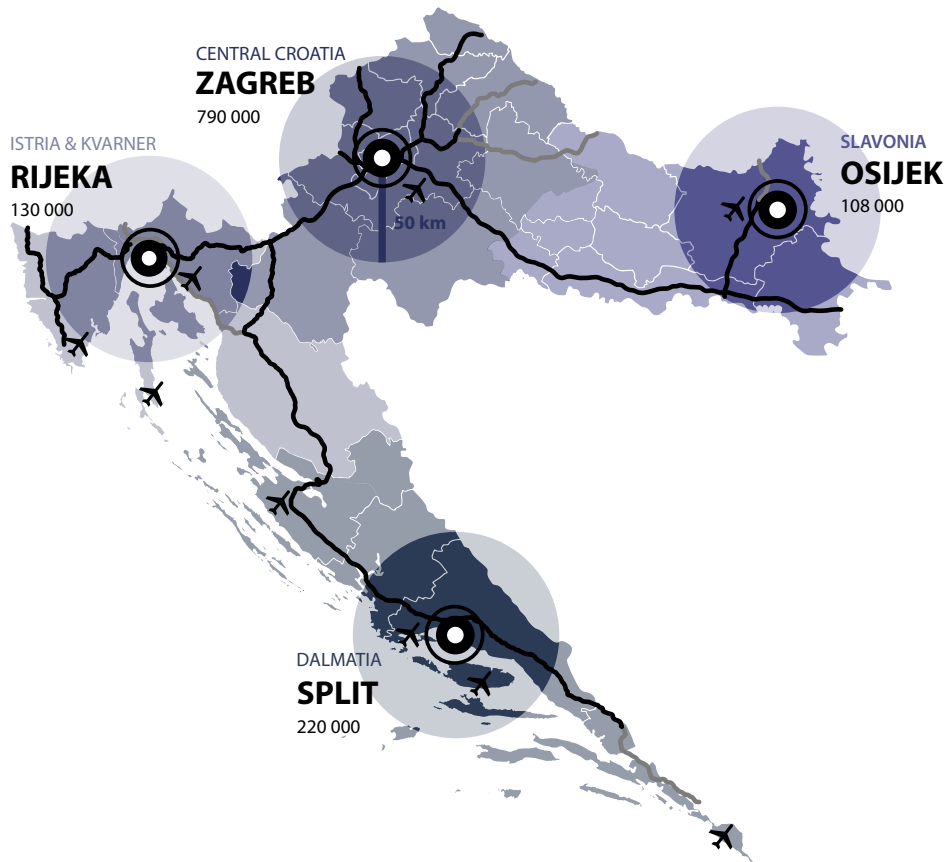 CENTRAL CROATIA
ZAGREB
790 000
ISTRIA & KVARNER
RIJEKA
130 000
SLAVONIA
OSIJEK
108 000
50 km
DALMATIA
SPLIT
220 000